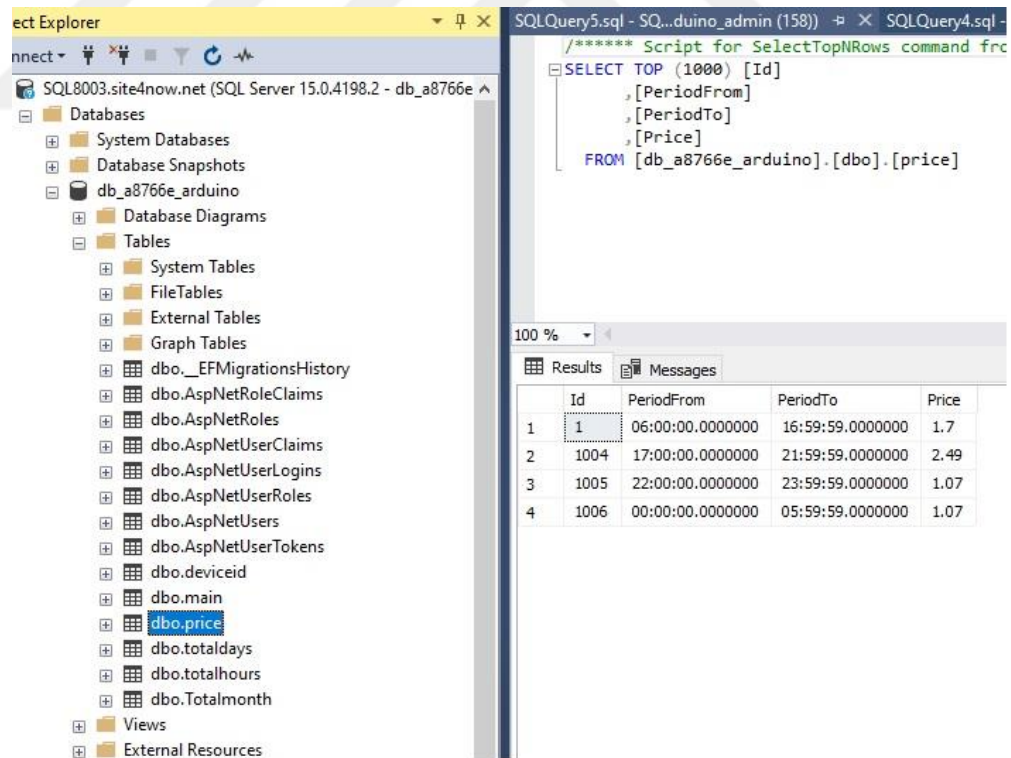 ect Explorer
nnect
SQL8003.site4now.net (SQL Server 15.0.4198.2 - db_a8766e
Databases
System Databases
Database Snapshots
db_a8766e_arduino
Database Diagrams
Tables
System Tables
FileTables
External Tables
Graph Tables
dbo.__EFMigrationsHistory
dbo.AspNetRoleClaims
dbo.AspNetRoles
dbo.AspNetUserClaims
dbo.AspNetUserLogins
dbo.AspNetUserRoles
dbo.AspNetUsers
dbo.AspNetUserTokens
dbo.deviceid
dbo.main
dbo.price
dbo.totaldays
dbo.totalhours
dbo.Totalmonth
Views
External Resources
SQLQuery5.sql - SQ...duino_admin (158)) SQLQuery4.sql -
/****** Script for SelectTopNRows command fro
SELECT TOP (1000) [Id]
,[PeriodFrom]
,[PeriodTo]
,[Price]
FROM [db_a8766e_arduino].[dbo].[price]
100 %
Results Messages
Id PeriodFrom PeriodTo Price
1 1 06:00:00.0000000 16:59:59.0000000 1.7
2 1004 17:00:00.0000000 21:59:59.0000000 2.49
3 1005 22:00:00.0000000 23:59:59.0000000 1.07
4 1006 00:00:00.0000000 05:59:59.0000000 1.07